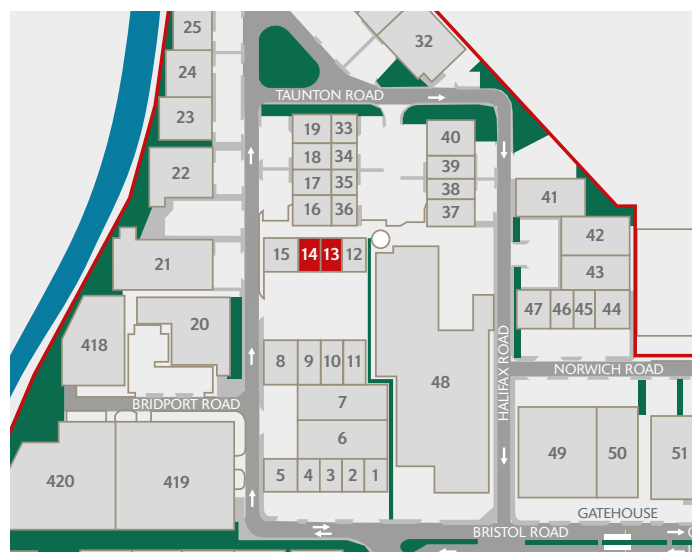 25
32
24
TAUNTON ROAD
23
19 33
40
18 34
22
39
17 35
38
41
16 36
37
42
21
15 14 13 12
43
47 46 45 44
20
418
HALIFAX ROAD
8 9 10 11
NORWICH ROAD
48
7
BRIDPORT ROAD
6
49 50 51
420 419
5 4 3 2 1
GATEHOUSE
BRISTOL ROAD